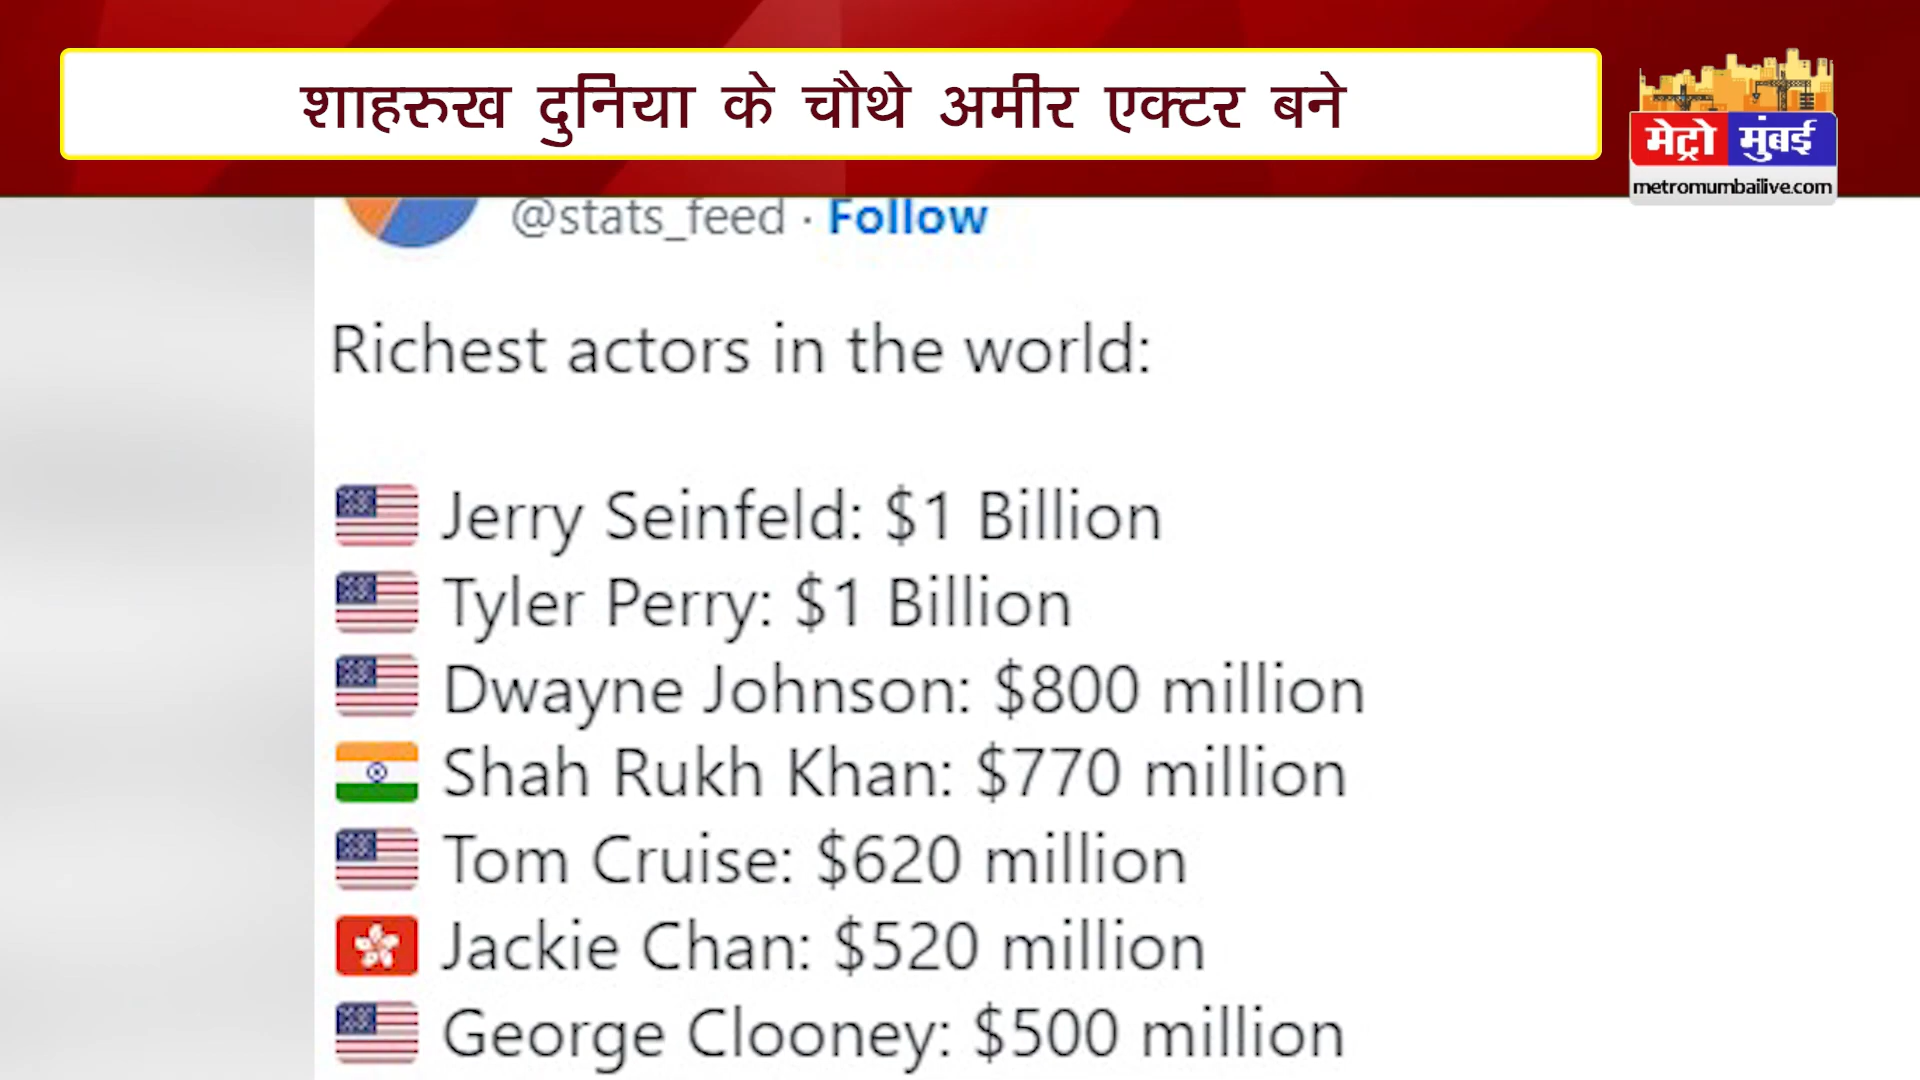 शाहरुख दुनिया के चौथे अमीर एक्टर बने
मेट्रो मुंबई
metromumbailive.com
@stats_feed · Follow
Richest actors in the world:
Jerry Seinfeld: $1 Billion
Tyler Perry: $1 Billion
Dwayne Johnson: $800 million
Shah Rukh Khan: $770 million
Tom Cruise: $620 million
Jackie Chan: $520 million
George Clooney: $500 million